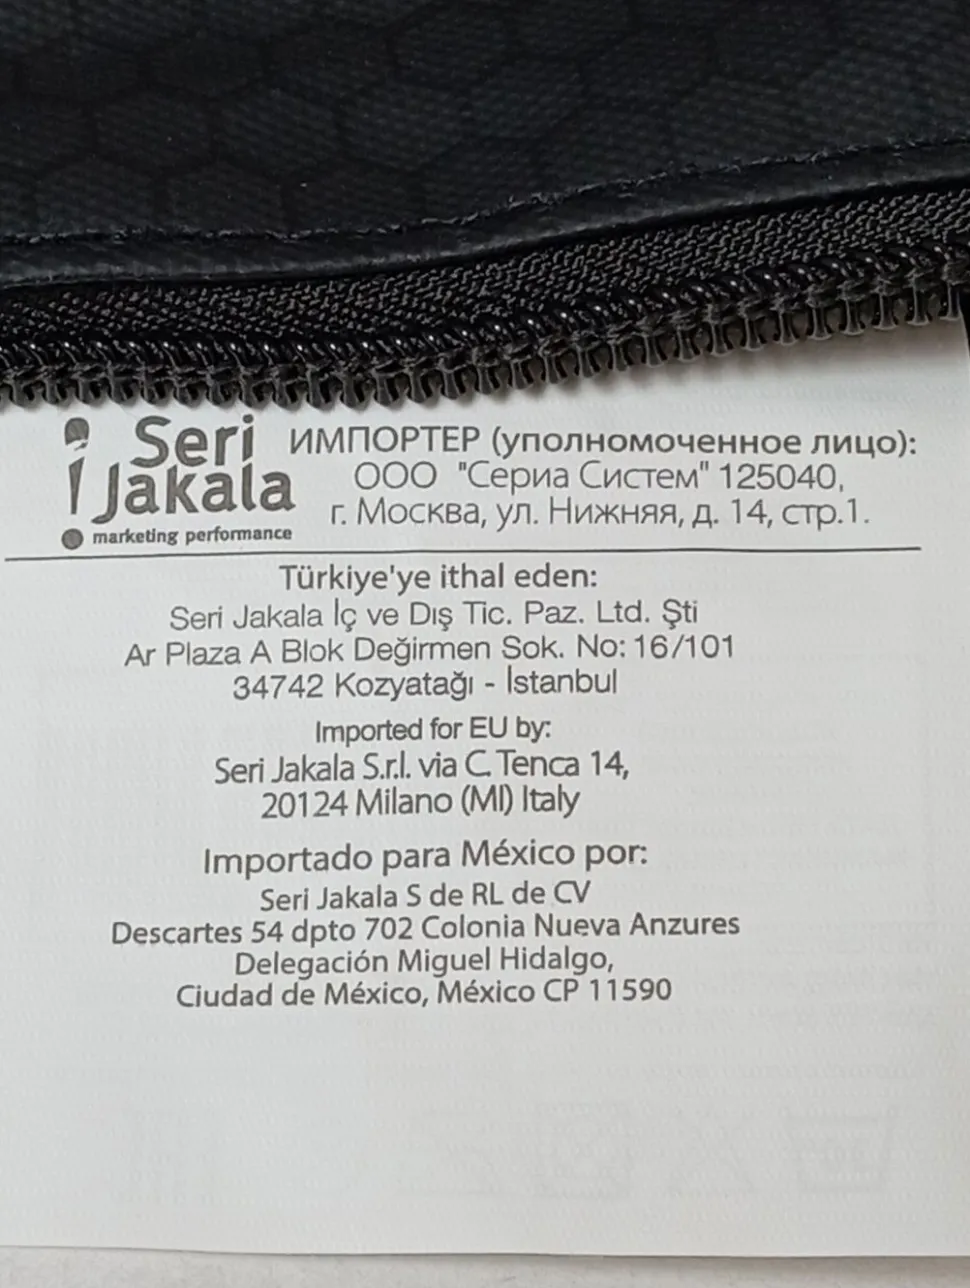 Seri
Jakala
marketing performance
ИМПОРТЕР (уполномоченное лицо):
ООО "Сериа Систем" 125040,
г. Москва, ул. Нижняя, д. 14, стр.1.
Türkiye'ye ithal eden:
Seri Jakala İç ve Dış Tic. Paz. Ltd. Şti
Ar Plaza A Blok Değirmen Sok. No: 16/101
34742 Kozyatağı - İstanbul
Imported for EU by:
Seri Jakala S.r.l. via C. Tenca 14,
20124 Milano (MI) Italy
Importado para México por:
Seri Jakala S de RL de CV
Descartes 54 dpto 702 Colonia Nueva Anzures
Delegación Miguel Hidalgo,
Ciudad de México, México CP 11590